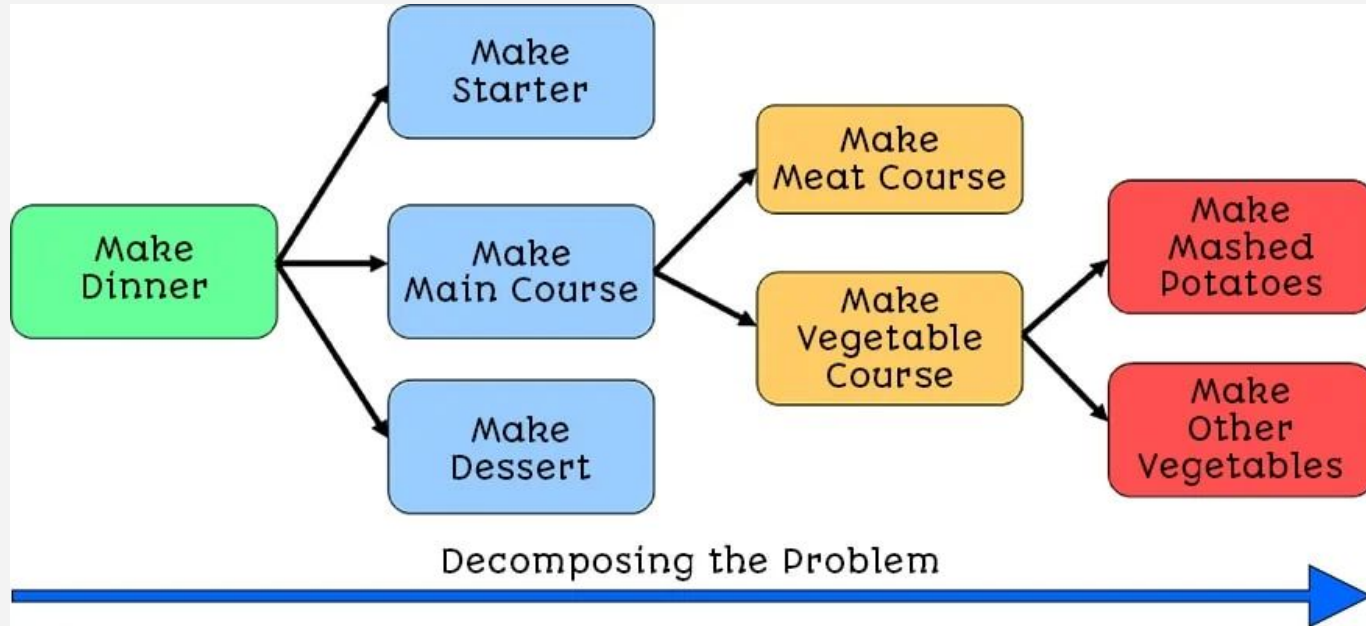 Make
Starter
Make
Meat Course
Make
Mashed
Potatoes
Make
Dinner
Make
Main Course
Make
Vegetable
Course
Make
Other
Vegetables
Make
Dessert
Decomposing the Problem